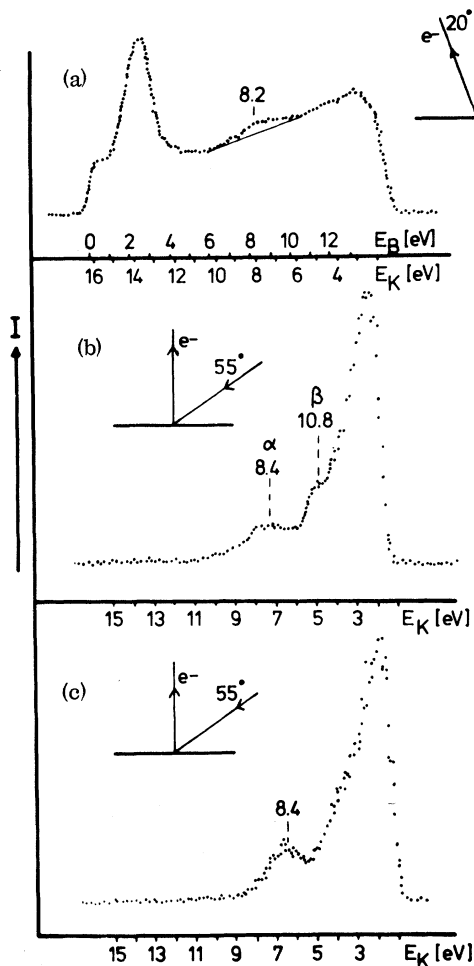 e⁻ 20°
(a)
8.2
0 2 4 6 8 10 12 E_B [eV]
16 14 12 10 8 6 4 E_K [eV]
I
(b)
e⁻
55°
β
10.8
α
8.4
15 13 11 9 7 5 3 E_K [eV]
(c)
e⁻
55°
8.4
15 13 11 9 7 5 3 E_K [eV]